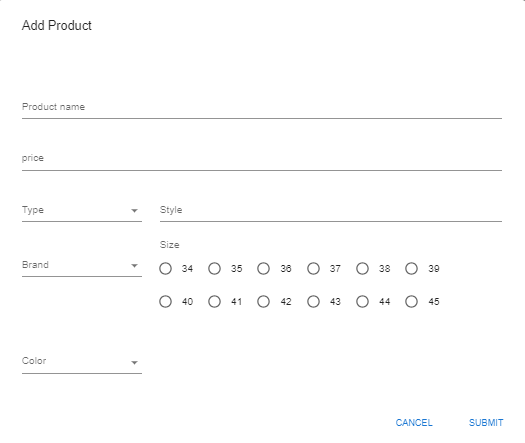 Add Product
Product name
price
Type Style
Size
Brand
34 35 36 37 38 39
40 41 42 43 44 45
Color
CANCEL SUBMIT